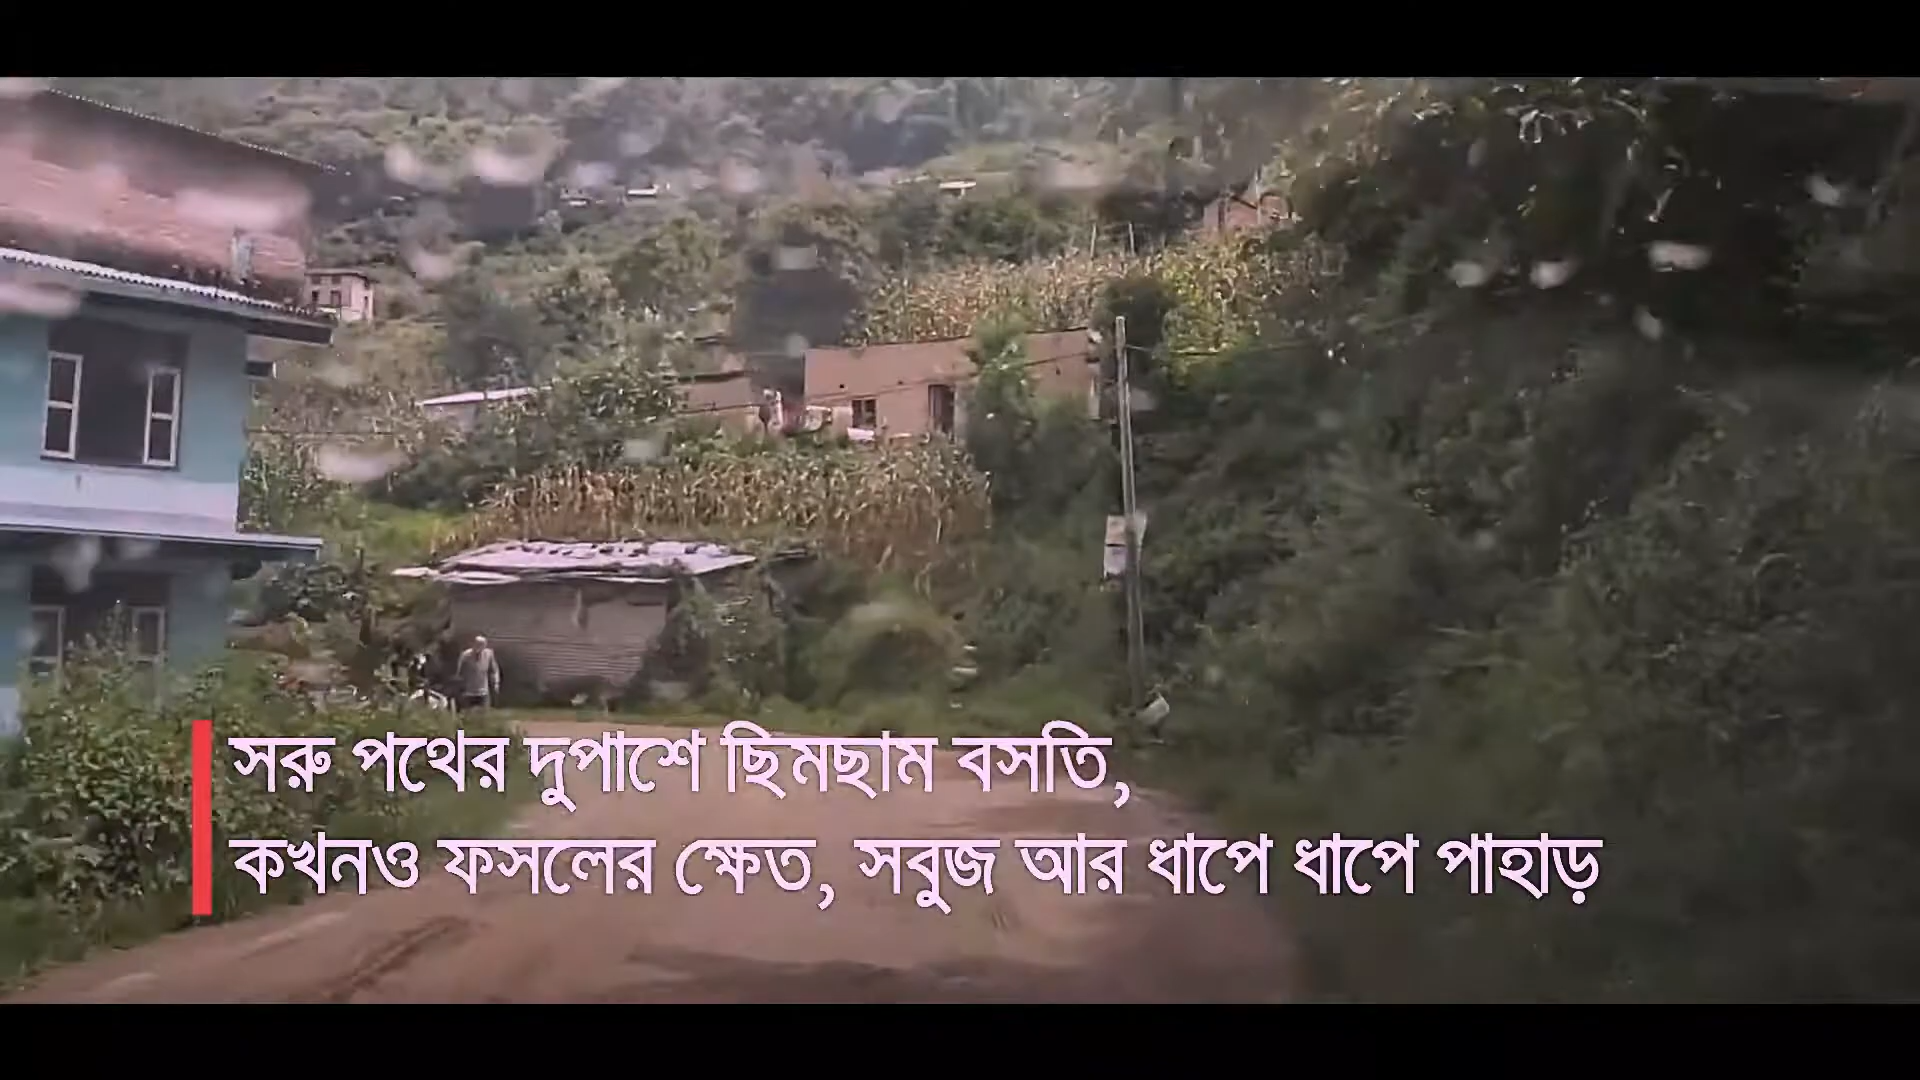 সরু পথের দুপাশে ছিমছাম বসতি,
কখনও ফসলের ক্ষেত, সবুজ আর ধাপে ধাপে পাহাড়